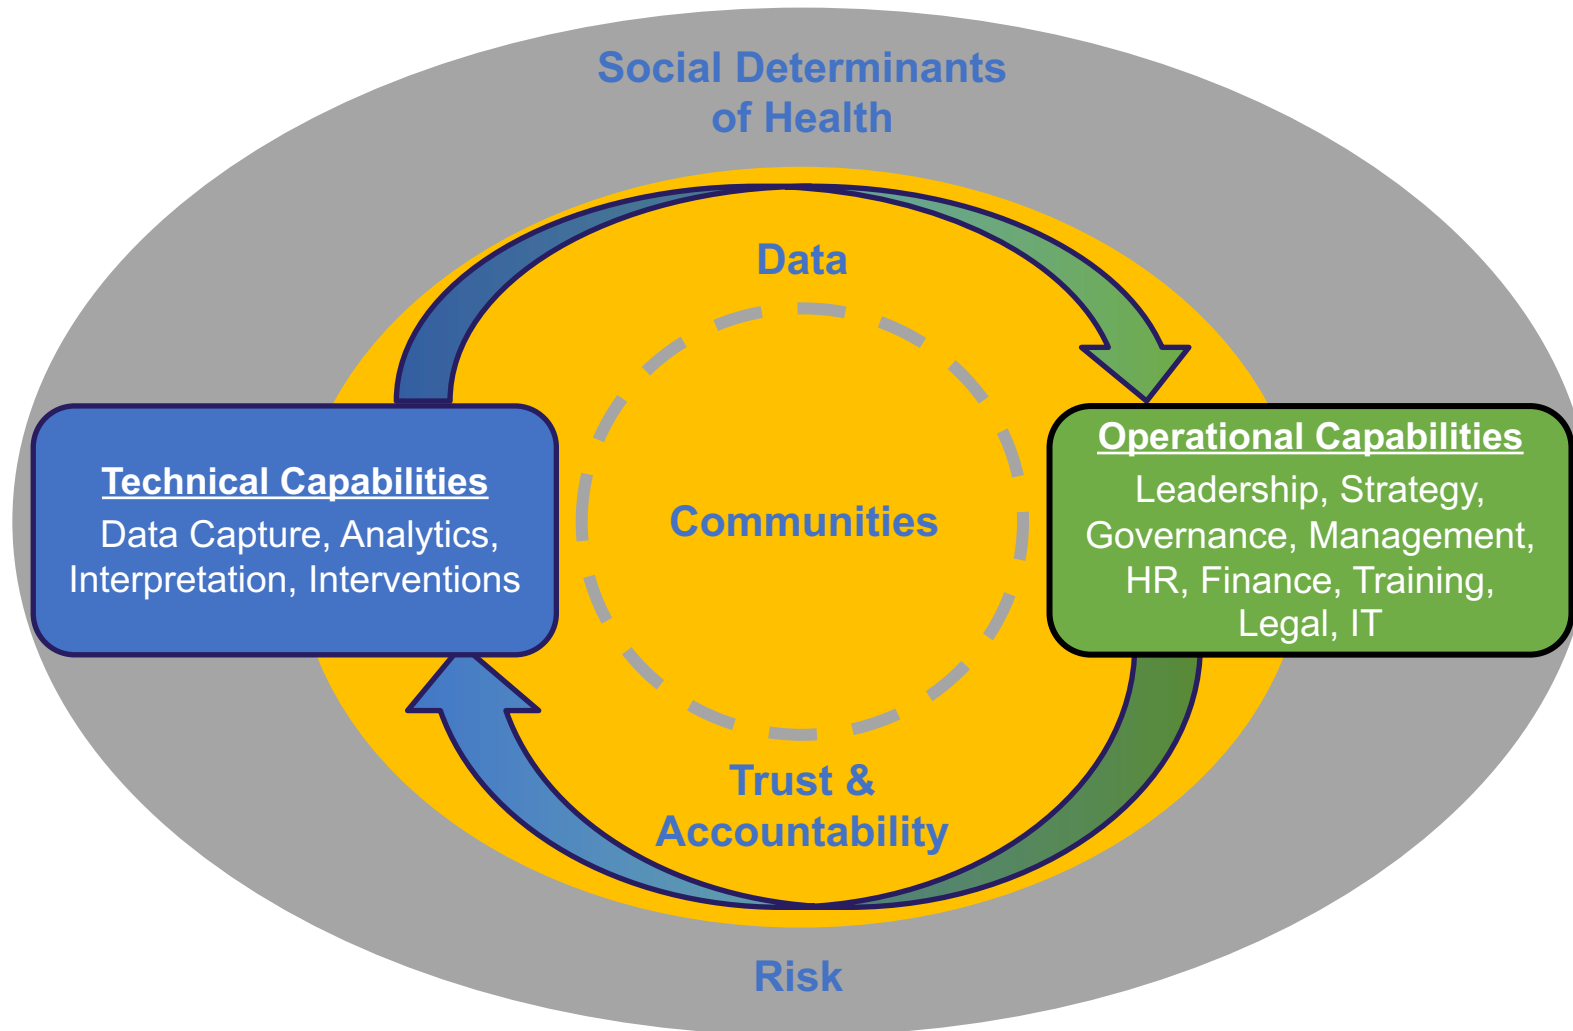 Social Determinants
of Health
Data
Technical Capabilities
Data Capture, Analytics,
Interpretation, Interventions
Communities
Operational Capabilities
Leadership, Strategy,
Governance, Management,
HR, Finance, Training,
Legal, IT
Trust &
Accountability
Risk